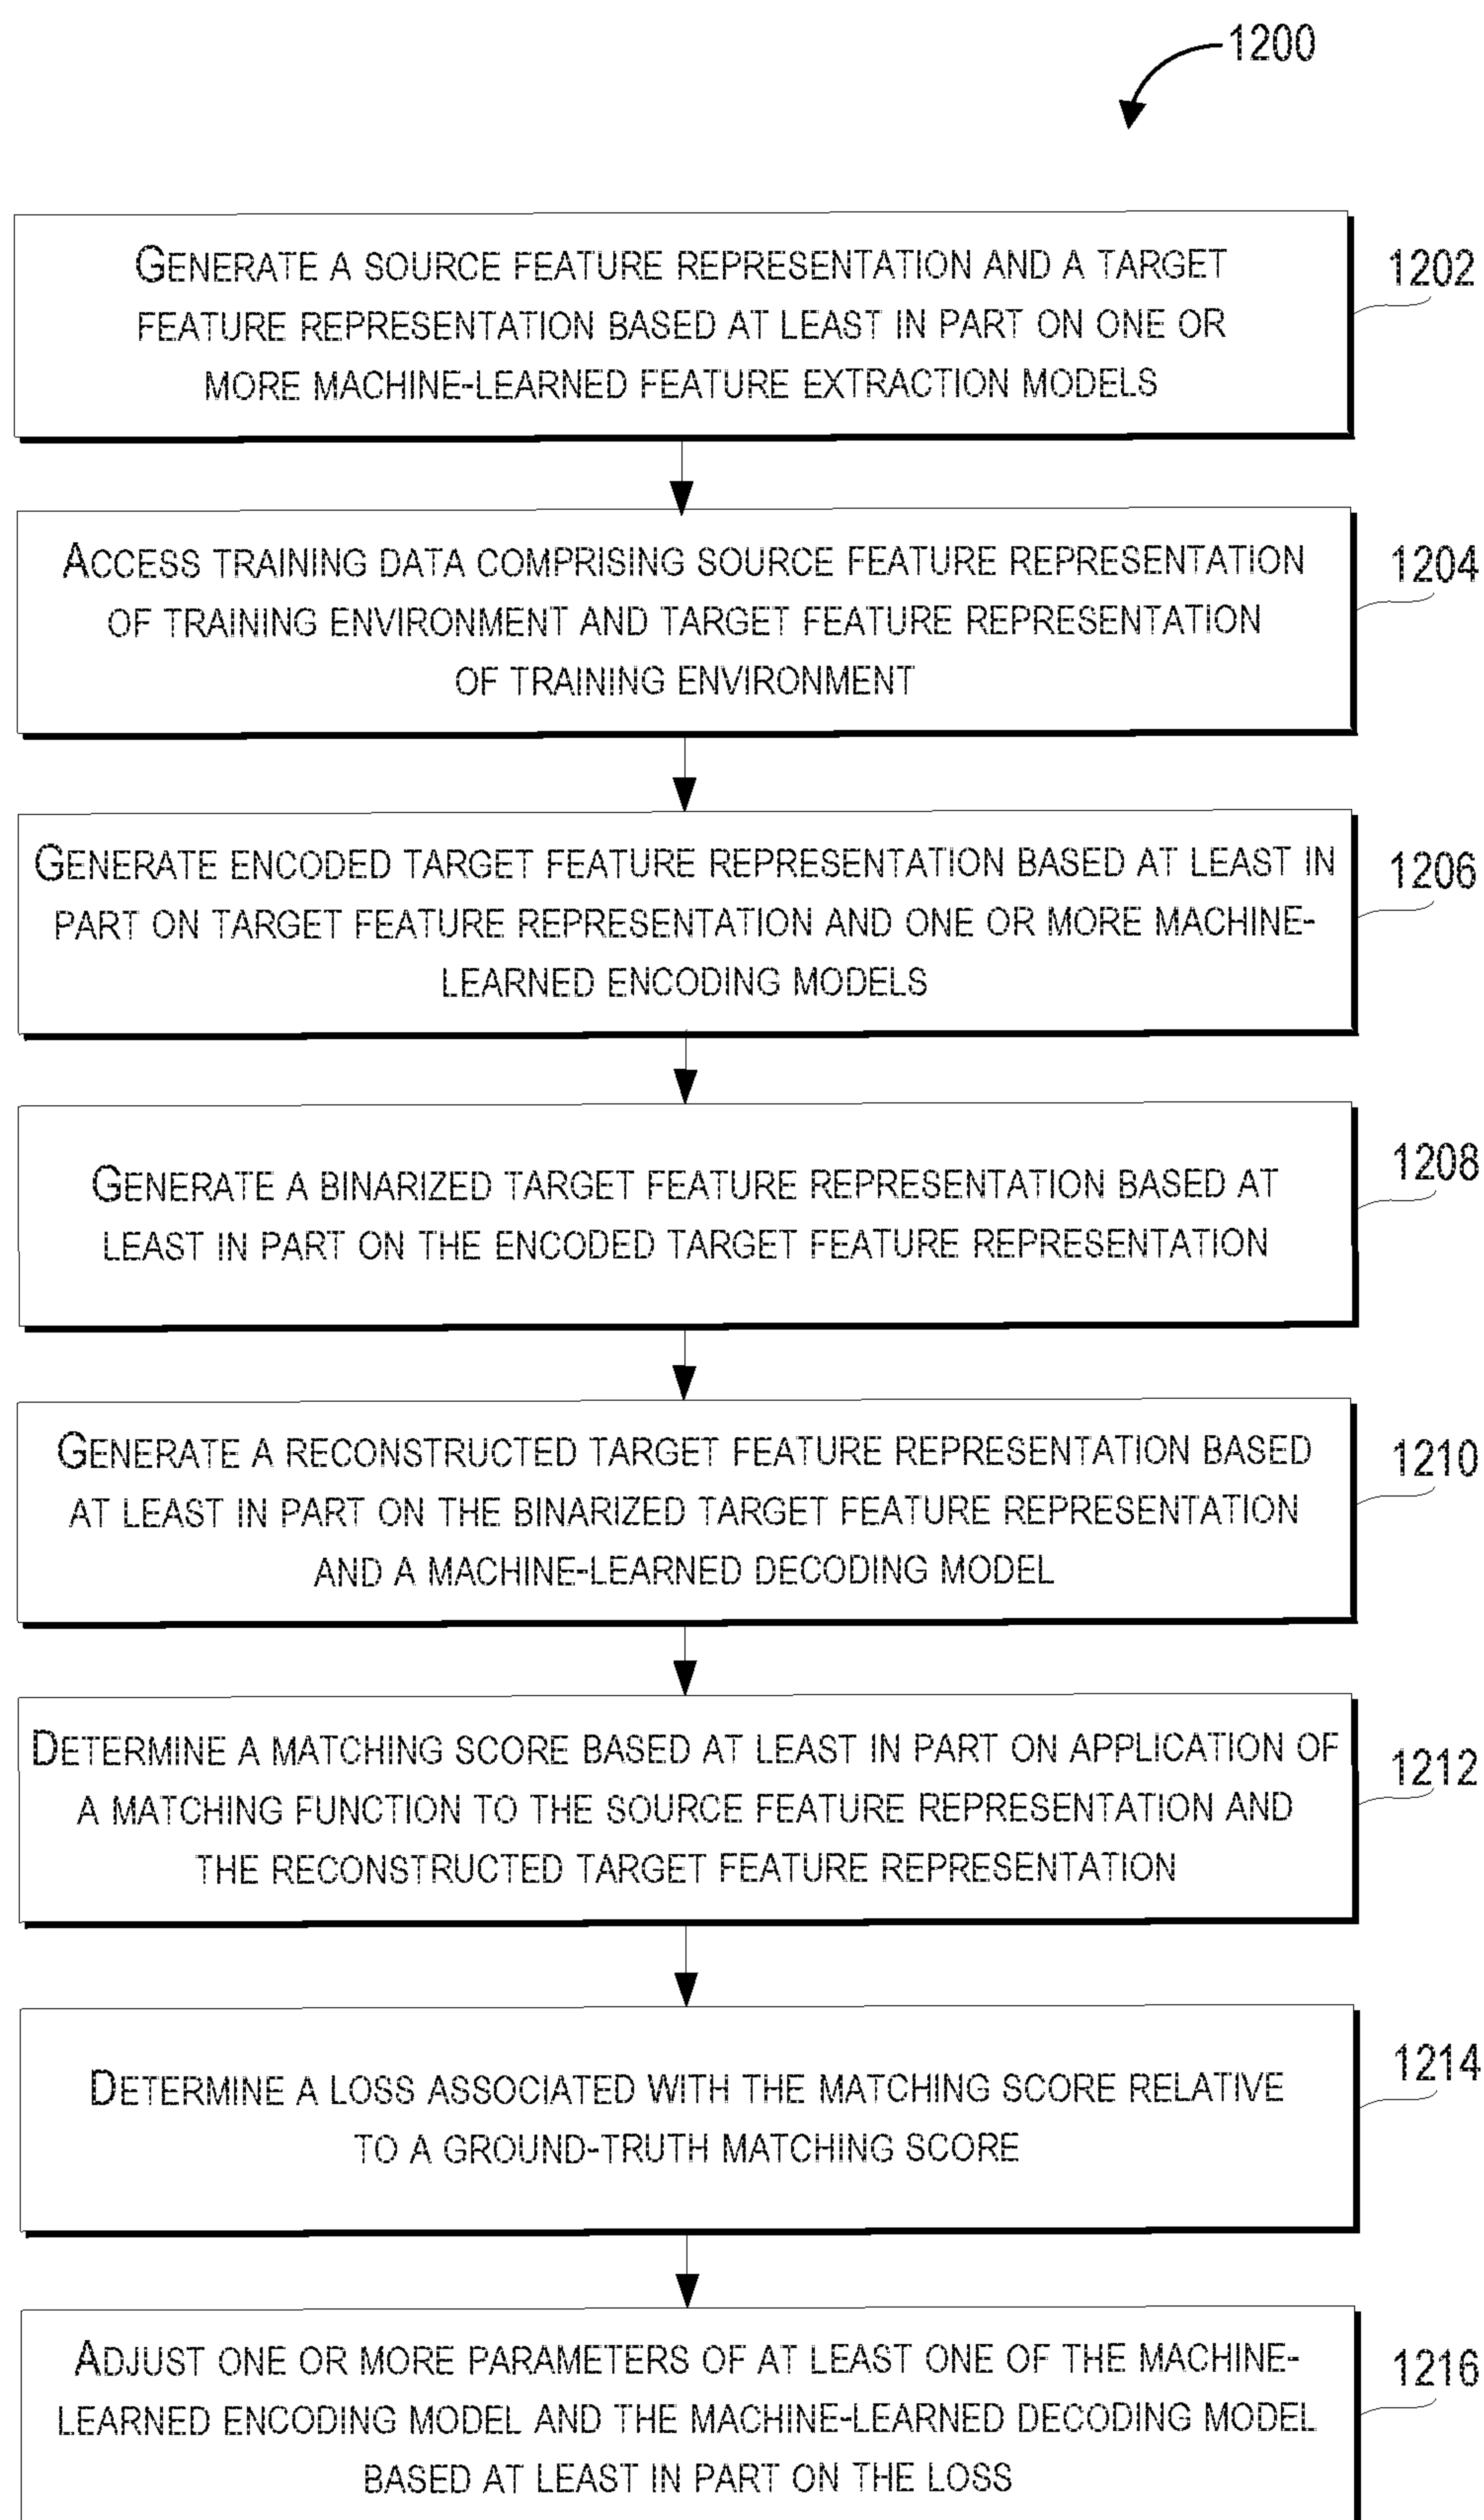 1200
GENERATE A SOURCE FEATURE REPRESENTATION AND A TARGET
FEATURE REPRESENTATION BASED AT LEAST IN PART ON ONE OR
MORE MACHINE-LEARNED FEATURE EXTRACTION MODELS
1202
ACCESS TRAINING DATA COMPRISING SOURCE FEATURE REPRESENTATION
OF TRAINING ENVIRONMENT AND TARGET FEATURE REPRESENTATION
OF TRAINING ENVIRONMENT
1204
GENERATE ENCODED TARGET FEATURE REPRESENTATION BASED AT LEAST IN
PART ON TARGET FEATURE REPRESENTATION AND ONE OR MORE MACHINE-
LEARNED ENCODING MODELS
1206
GENERATE A BINARIZED TARGET FEATURE REPRESENTATION BASED AT
LEAST IN PART ON THE ENCODED TARGET FEATURE REPRESENTATION
1208
GENERATE A RECONSTRUCTED TARGET FEATURE REPRESENTATION BASED
AT LEAST IN PART ON THE BINARIZED TARGET FEATURE REPRESENTATION
AND A MACHINE-LEARNED DECODING MODEL
1210
DETERMINE A MATCHING SCORE BASED AT LEAST IN PART ON APPLICATION OF
A MATCHING FUNCTION TO THE SOURCE FEATURE REPRESENTATION AND
THE RECONSTRUCTED TARGET FEATURE REPRESENTATION
1212
DETERMINE A LOSS ASSOCIATED WITH THE MATCHING SCORE RELATIVE
TO A GROUND-TRUTH MATCHING SCORE
1214
ADJUST ONE OR MORE PARAMETERS OF AT LEAST ONE OF THE MACHINE-
LEARNED ENCODING MODEL AND THE MACHINE-LEARNED DECODING MODEL
BASED AT LEAST IN PART ON THE LOSS
1216